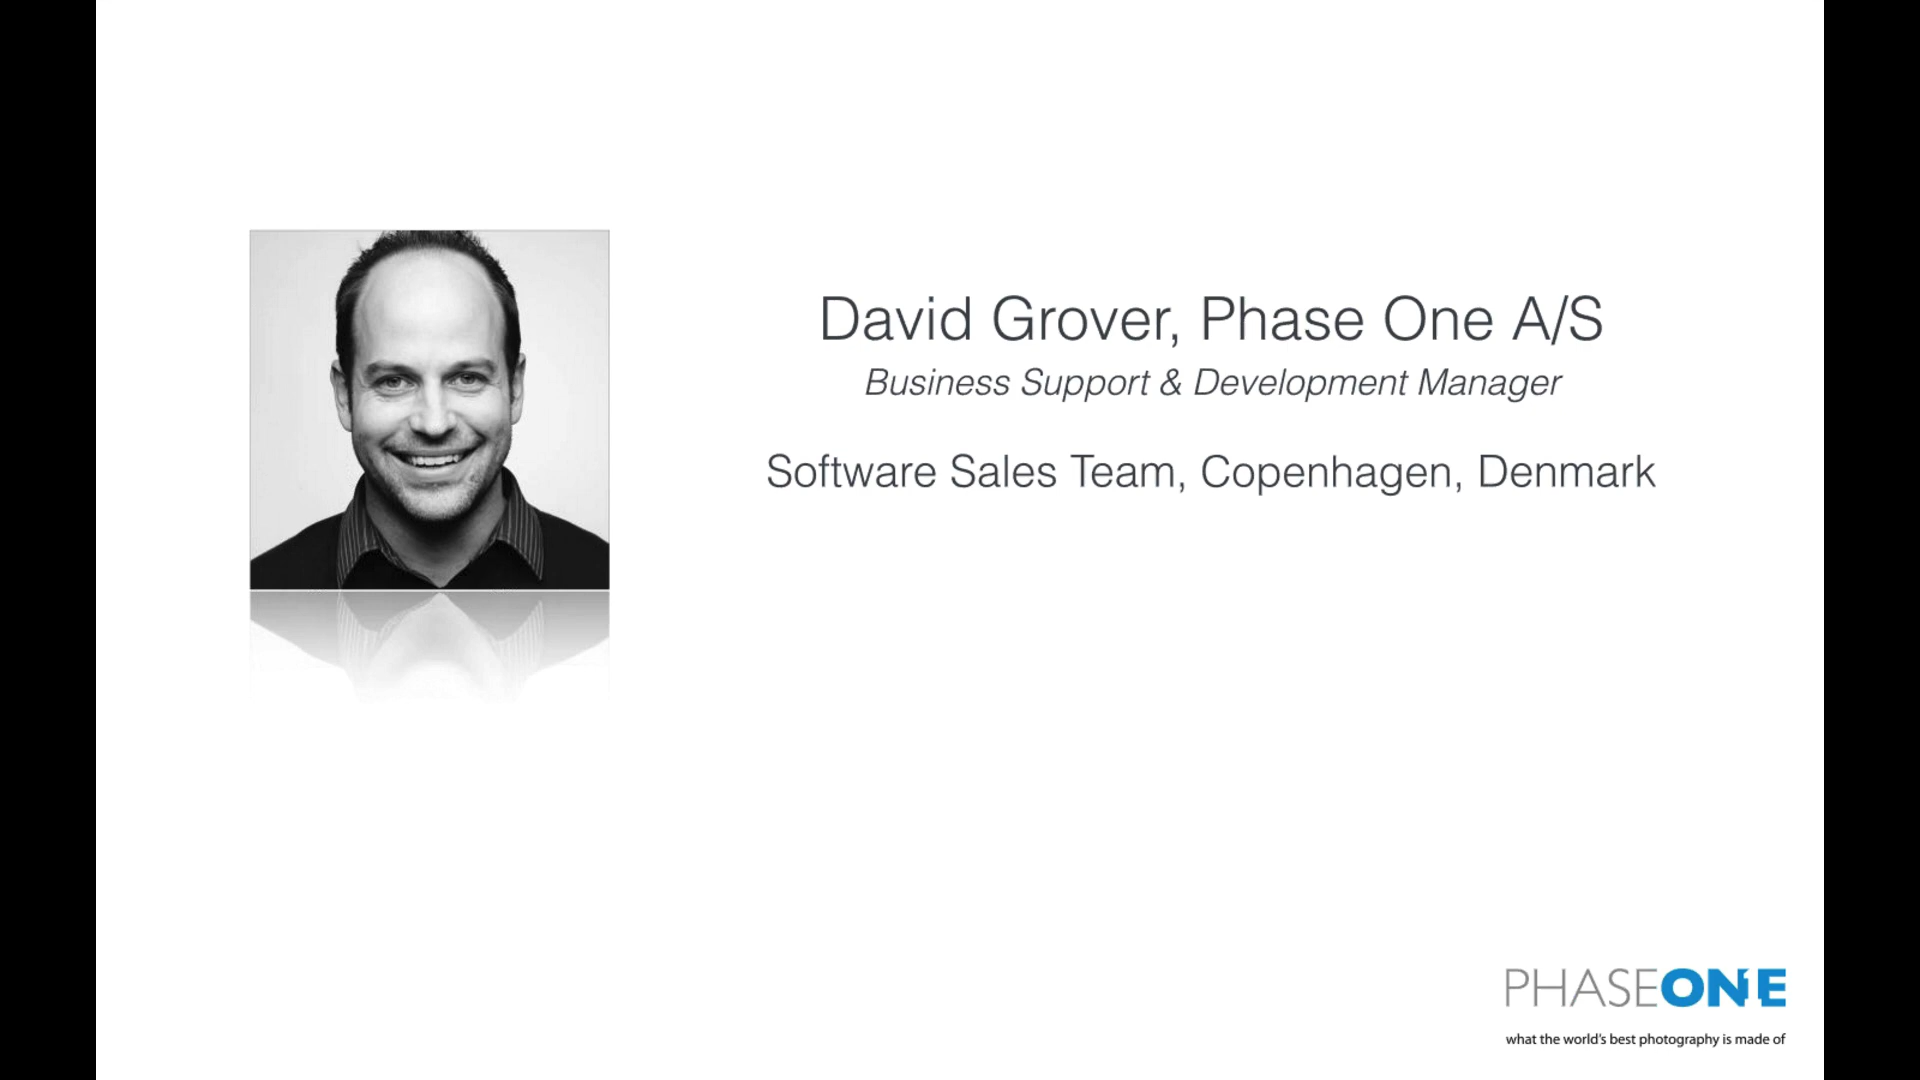 David Grover, Phase One A/S
Business Support & Development Manager
Software Sales Team, Copenhagen, Denmark
PHASEONE
what the world's best photography is made of